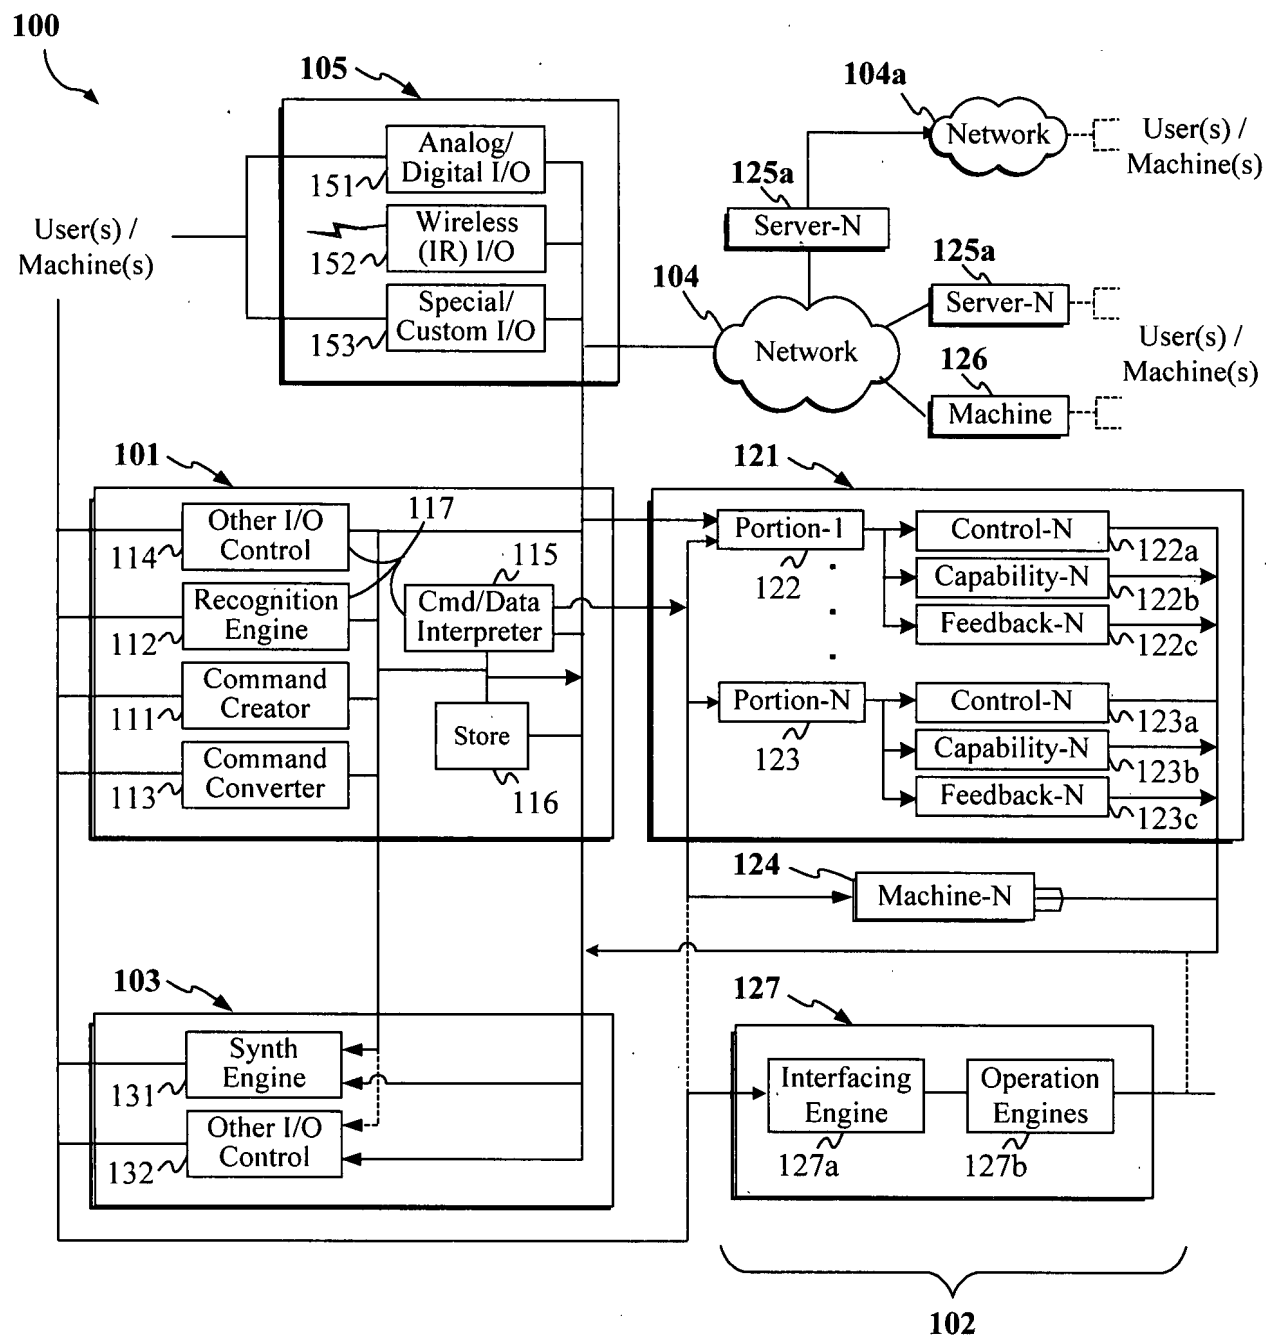 100
105
Analog/
Digital I/O
151
Wireless
(IR) I/O
152
Special/
Custom I/O
153
User(s) /
Machine(s)
104a
Network
User(s) /
Machine(s)
125a
Server-N
104
Network
125a
Server-N
126
Machine
User(s) /
Machine(s)
101
Other I/O
Control
114
117
Recognition
Engine
112
115
Cmd/Data
Interpreter
Command
Creator
111
Store
116
Command
Converter
113
121
Portion-1
122
Control-N
122a
Capability-N
122b
Feedback-N
122c
Portion-N
123
Control-N
123a
Capability-N
123b
Feedback-N
123c
124
Machine-N
103
Synth
Engine
131
Other I/O
Control
132
127
Interfacing
Engine
127a
Operation
Engines
127b
102